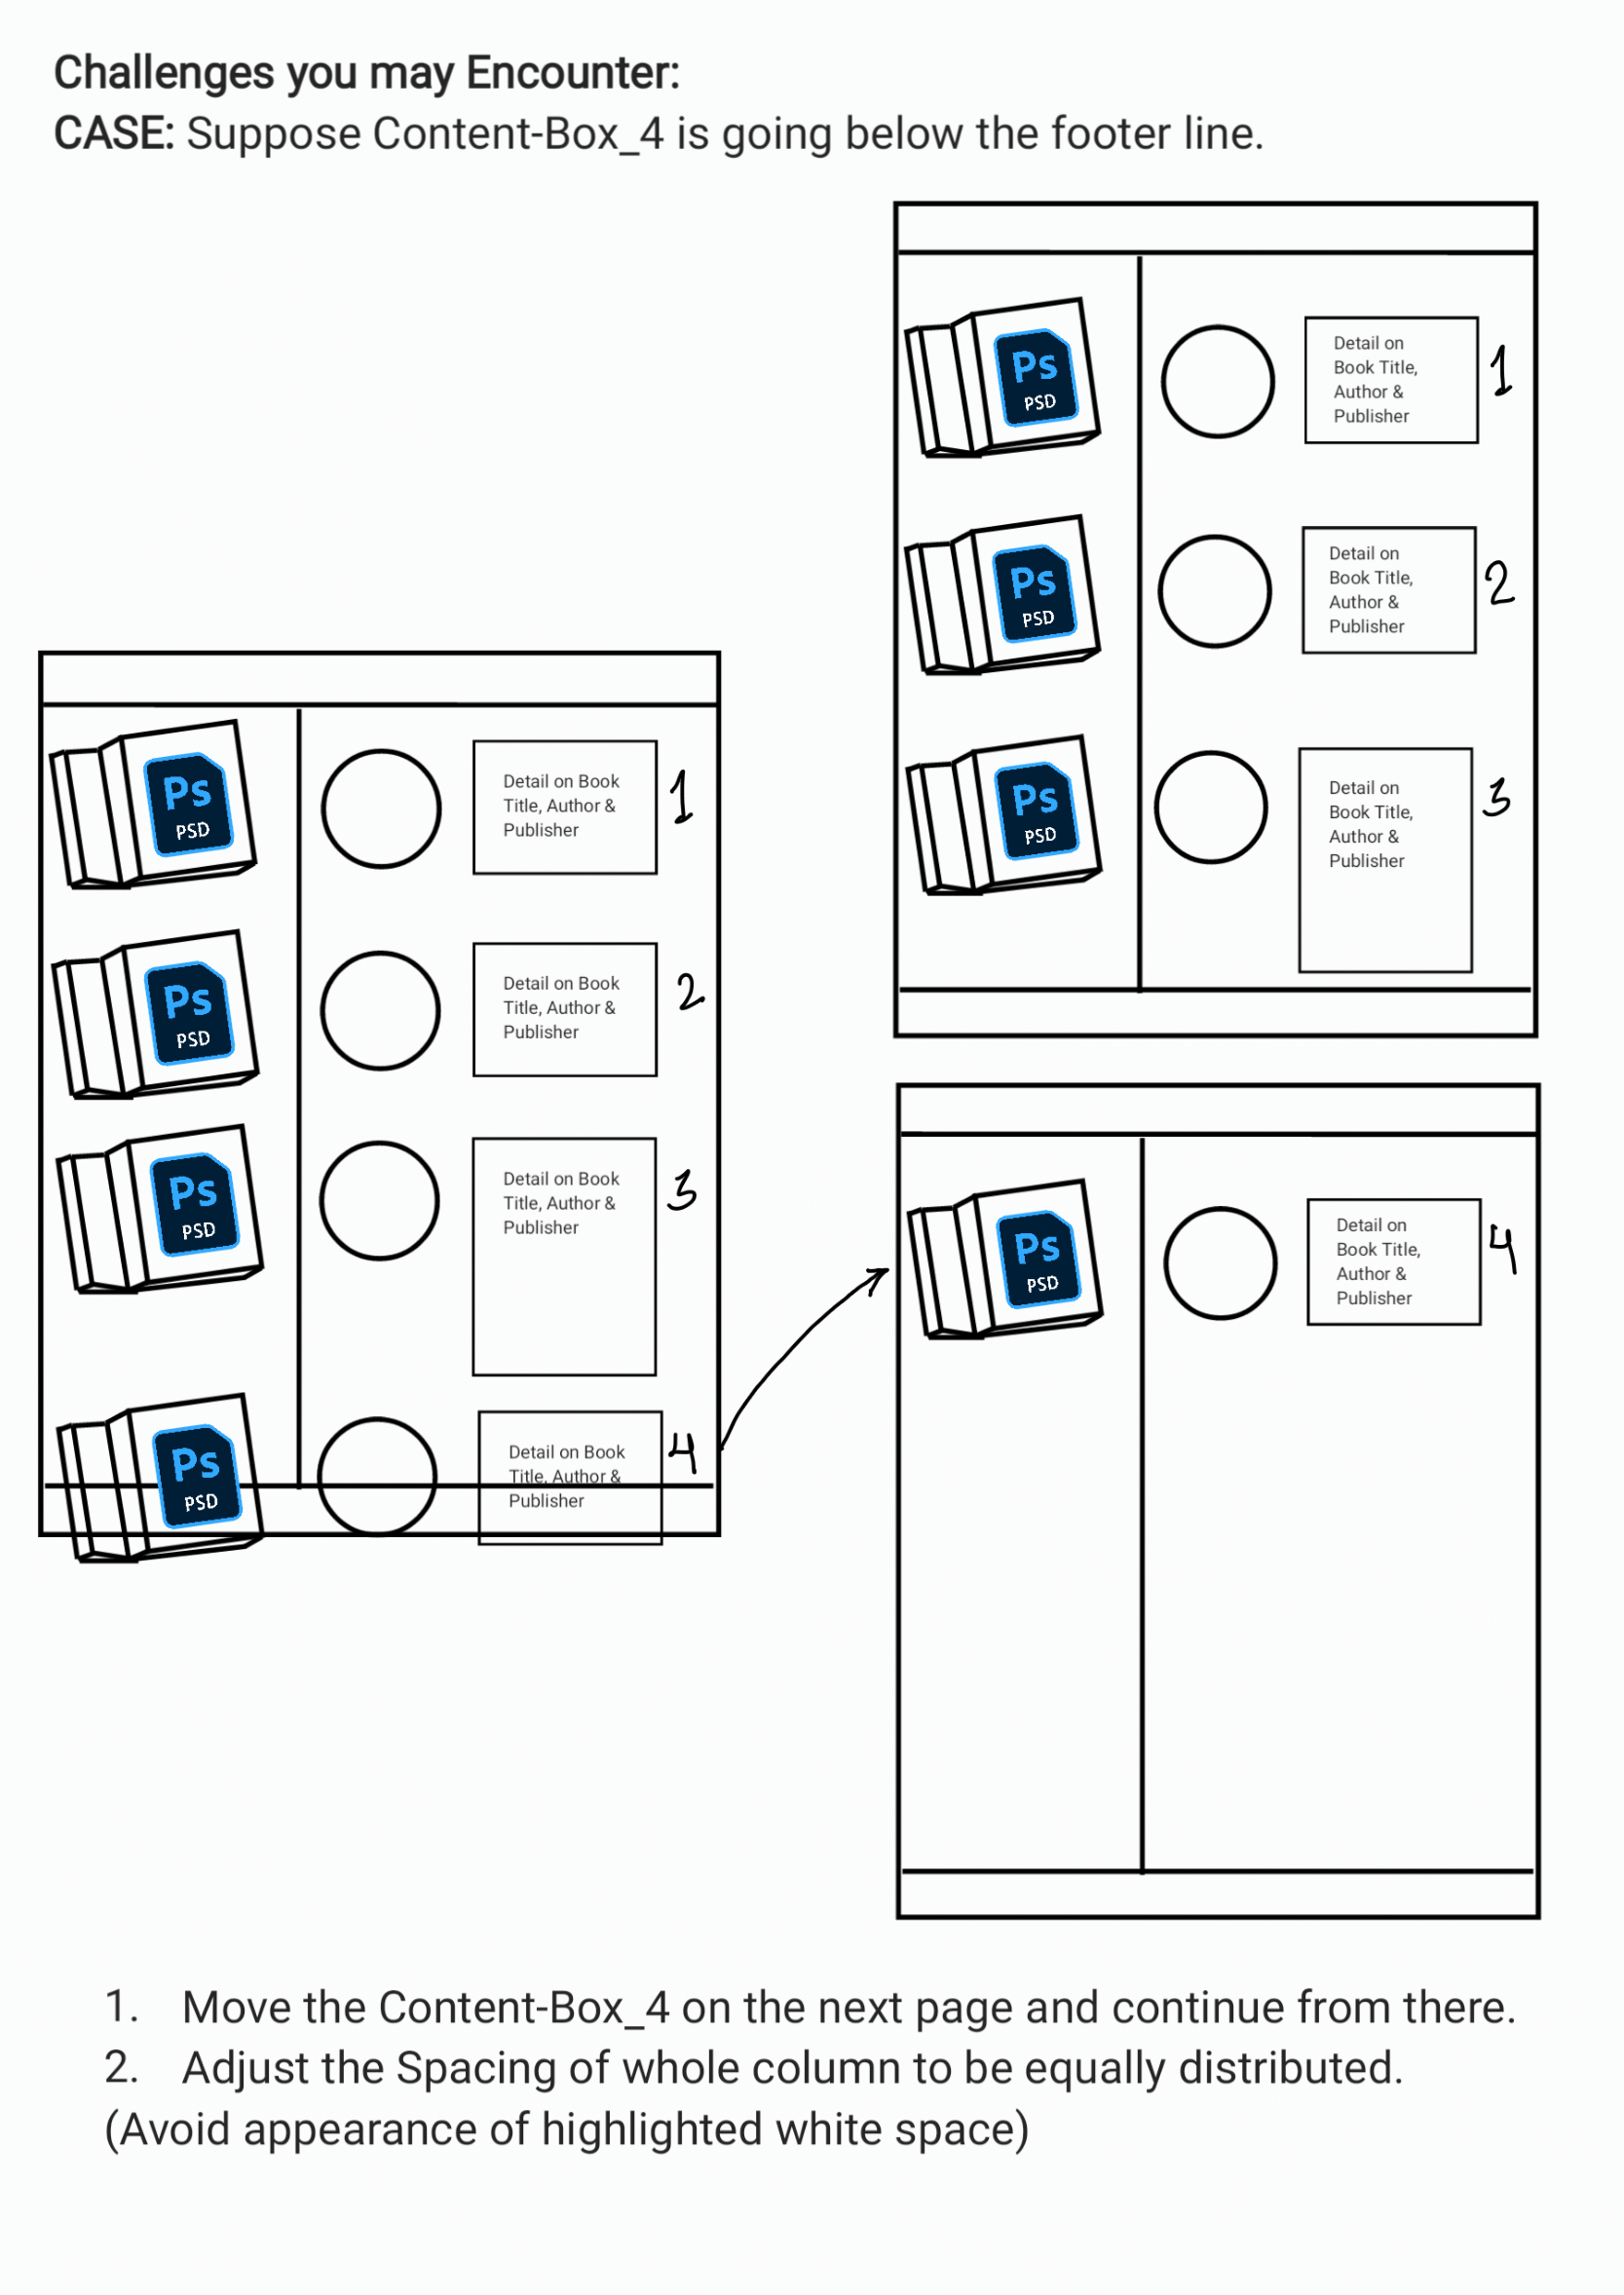 Challenges you may Encounter:
CASE: Suppose Content-Box_4 is going below the footer line.
Ps
PSD
Detail on
Book Title,
Author &
Publisher
1
Ps
PSD
Detail on
Book Title,
Author &
Publisher
2
Ps
PSD
Detail on
Book Title,
Author &
Publisher
3
Ps
PSD
Detail on Book
Title, Author &
Publisher
1
Ps
PSD
Detail on Book
Title, Author &
Publisher
2
Ps
PSD
Detail on Book
Title, Author &
Publisher
3
Ps
PSD
Detail on Book
Title, Author &
Publisher
4
Ps
PSD
Detail on
Book Title,
Author &
Publisher
4
1. Move the Content-Box_4 on the next page and continue from there.
2. Adjust the Spacing of whole column to be equally distributed.
(Avoid appearance of highlighted white space)